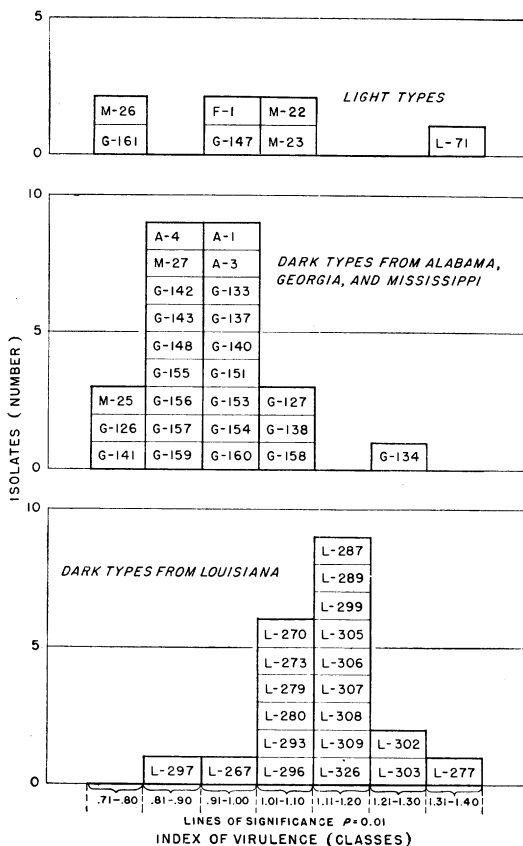 5
LIGHT TYPES
M-26 F-1 M-22
G-161 G-147 M-23 L-71
0
10
A-4 A-1
M-27 A-3
DARK TYPES FROM ALABAMA,
GEORGIA, AND MISSISSIPPI
G-142 G-133
G-143 G-137
5
G-148 G-140
G-155 G-151
M-25 G-156 G-153 G-127
G-126 G-157 G-154 G-138
G-141 G-159 G-160 G-158 G-134
0
ISOLATES (NUMBER)
10
L-287
DARK TYPES FROM LOUISIANA
L-289
L-299
5
L-270 L-305
L-273 L-306
L-279 L-307
L-280 L-308
L-293 L-309 L-302
L-297 L-267 L-296 L-326 L-303 L-277
0
.71-.80 .81-.90 .91-1.00 1.01-1.10 1.11-1.20 1.21-1.30 1.31-1.40
LINES OF SIGNIFICANCE P=0.01
INDEX OF VIRULENCE (CLASSES)